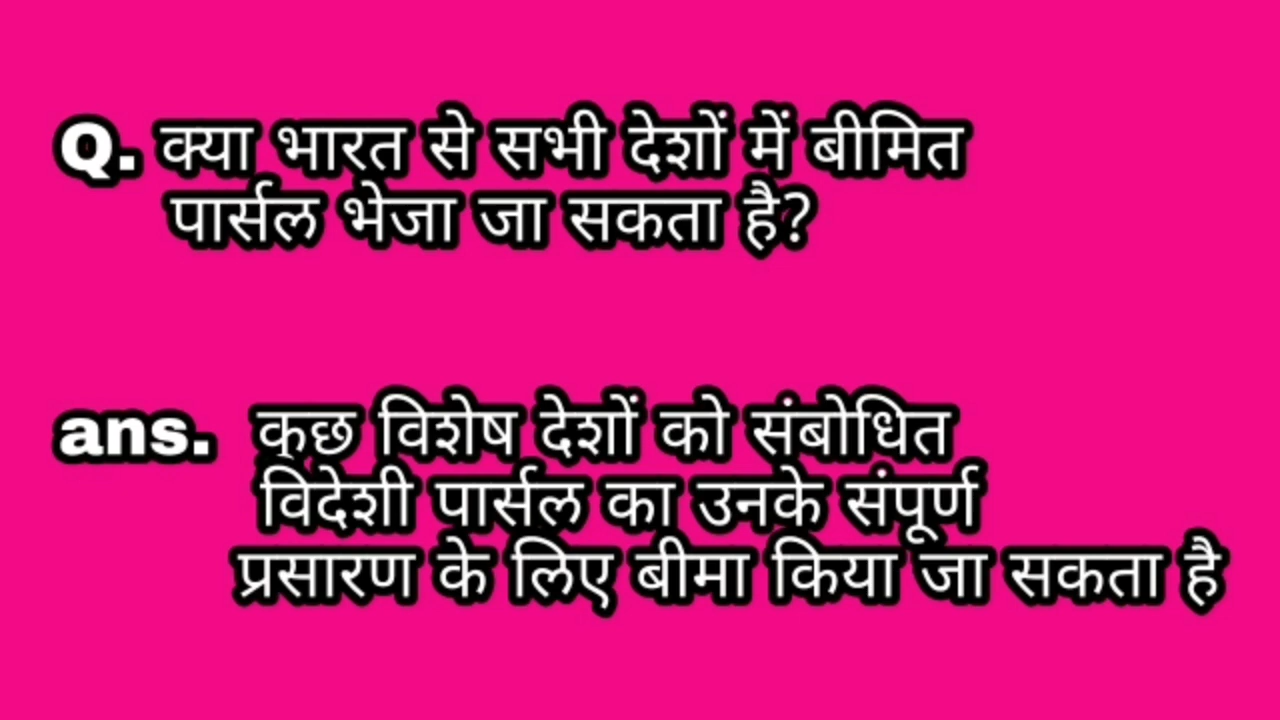 Q. क्या भारत से सभी देशों में बीमित
पार्सल भेजा जा सकता है?
ans. कुछ विशेष देशों को संबोधित
विदेशी पार्सल का उनके संपूर्ण
प्रसारण के लिए बीमा किया जा सकता है